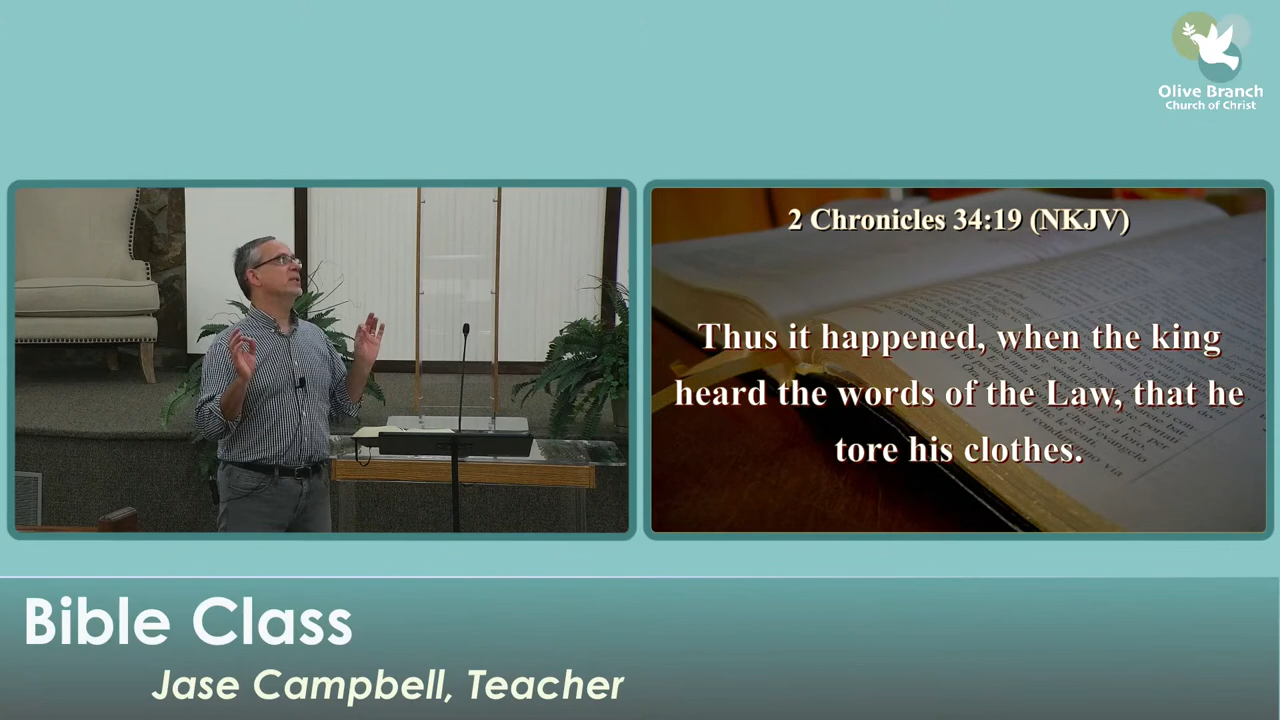 Olive Branch
Church of Christ
2 Chronicles 34:19 (NKJV)
Thus it happened, when the king
heard the words of the Law, that he
tore his clothes.
Bible Class
Jase Campbell, Teacher